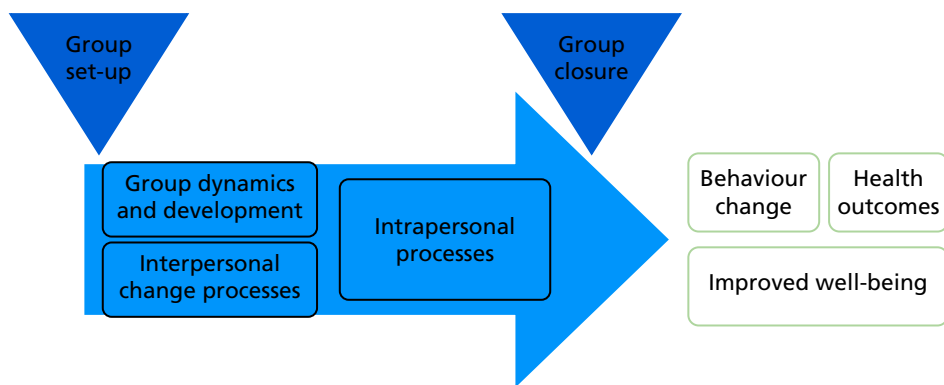 Group
set-up
Group
closure
Group dynamics
and development
Interpersonal
change processes
Intrapersonal
processes
Behaviour
change
Health
outcomes
Improved well-being